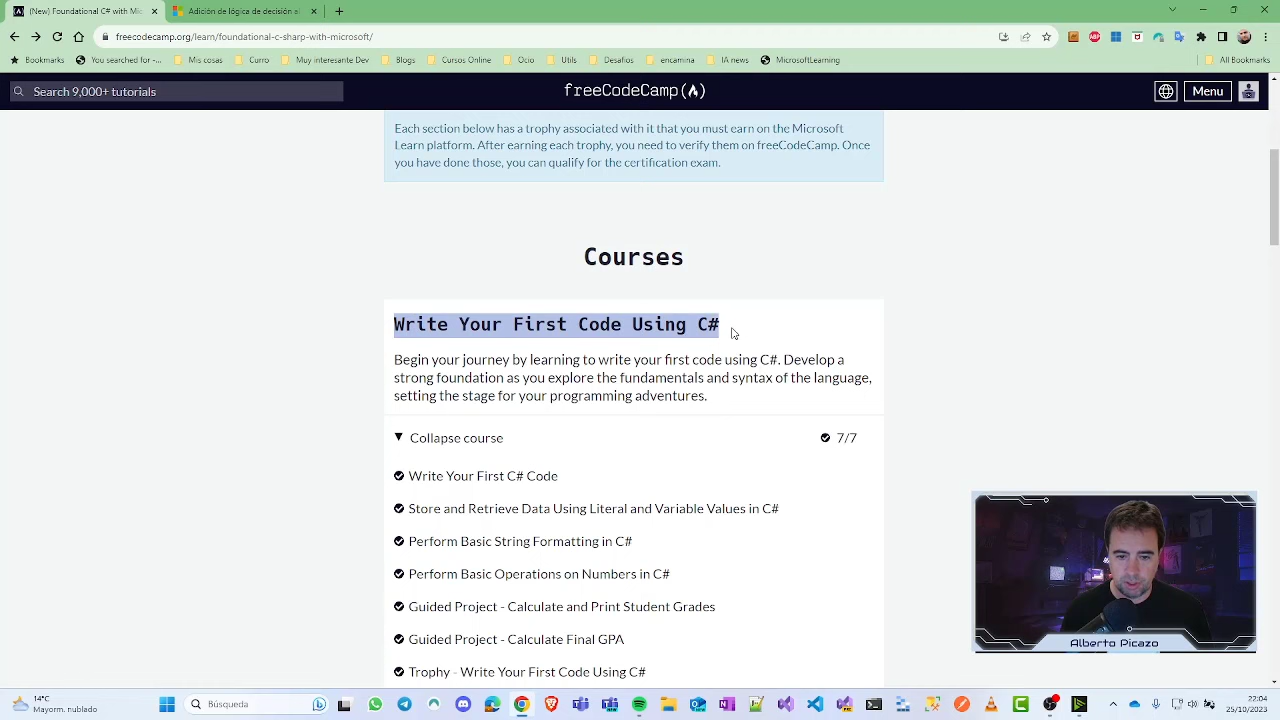 (New) Foundational C# with Mic
Adición de lógica de decisión al
freecodecamp.org/learn/foundational-c-sharp-with-microsoft/
Bookmarks
You searched for -...
Mis cosas
Curro
Muy interesante Dev
Blogs
Cursos Online
Ocio
Utils
Desafios
encamina
IA news
MicrosoftLearning
All Bookmarks
Search 9,000+ tutorials
freeCodeCamp
Menu
Each section below has a trophy associated with it that you must earn on the Microsoft
Learn platform. After earning each trophy, you need to verify them on freeCodeCamp. Once
you have done those, you can qualify for the certification exam.
Courses
Write Your First Code Using C#
Begin your journey by learning to write your first code using C#. Develop a
strong foundation as you explore the fundamentals and syntax of the language,
setting the stage for your programming adventures.
Collapse course
7/7
Write Your First C# Code
Store and Retrieve Data Using Literal and Variable Values in C#
Perform Basic String Formatting in C#
Perform Basic Operations on Numbers in C#
Guided Project - Calculate and Print Student Grades
Guided Project - Calculate Final GPA
Trophy - Write Your First Code Using C#
Alberto Picazo
14°C
Mayorm. nublado
Búsqueda
22:04
25/10/2023